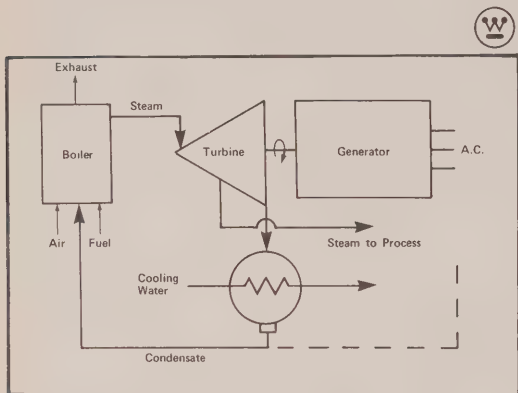 Exhaust
Steam
Boiler
Turbine
Generator
A.C.
Air
Fuel
Steam to Process
Cooling
Water
Condensate